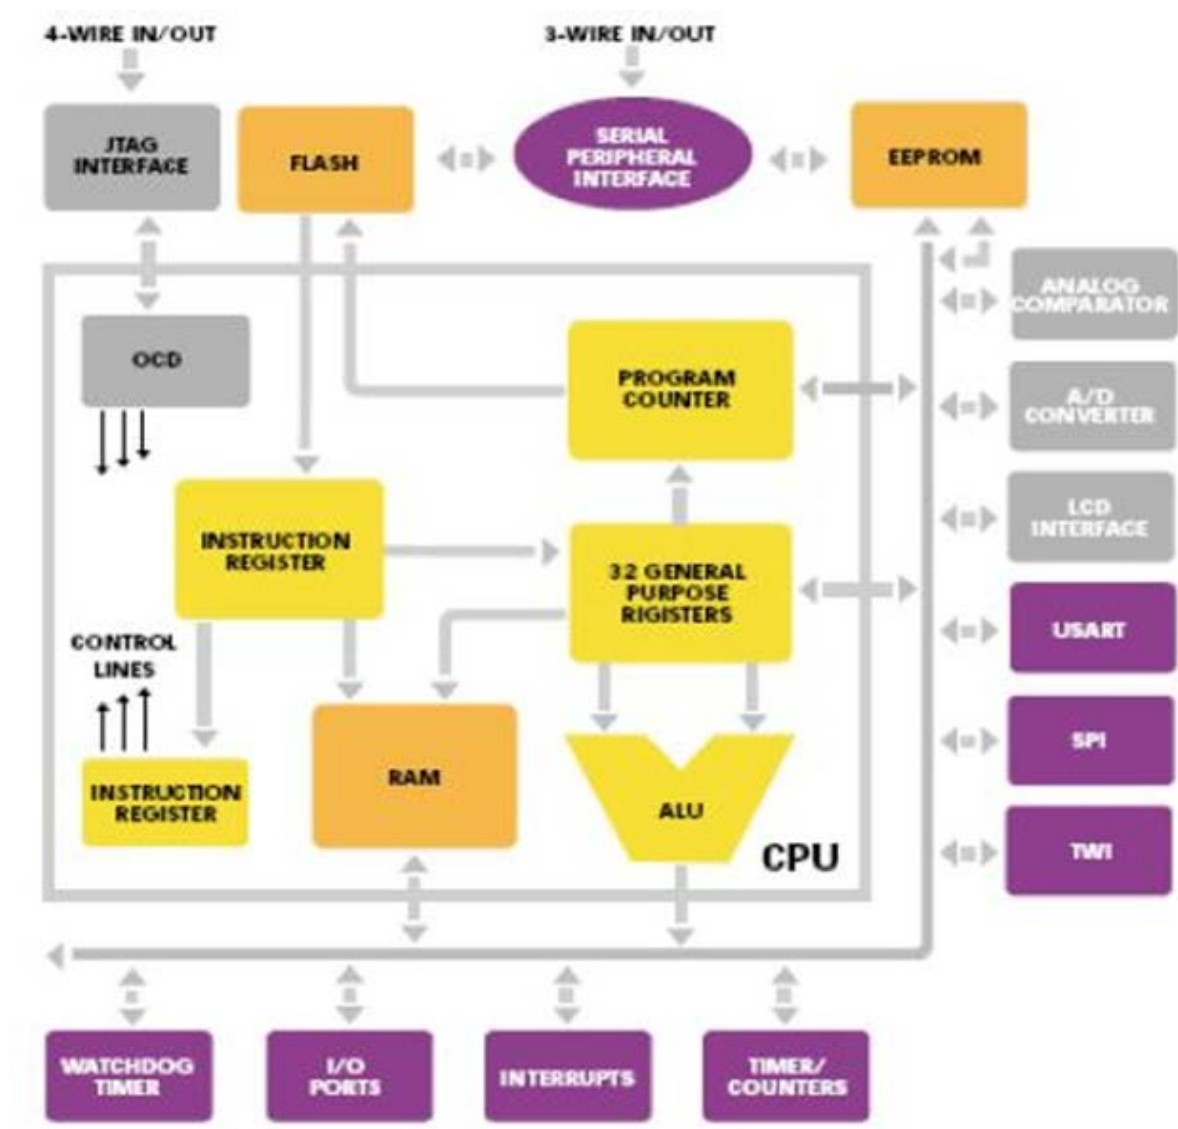 4-WIRE IN/OUT
3-WIRE IN/OUT
JTAG
INTERFACE
FLASH
SERIAL
PERIPHERAL
INTERFACE
EEPROM
ANALOG
COMPARATOR
OCD
PROGRAM
COUNTER
A/D
CONVERTER
LCD
INTERFACE
INSTRUCTION
REGISTER
32 GENERAL
PURPOSE
RIGISTERS
USART
CONTROL
LINES
SPI
INSTRUCTION
REGISTER
RAM
ALU
CPU
TWI
WATCHDOG
TIMER
I/O
PORTS
INTERRUPTS
TIMER/
COUNTERS